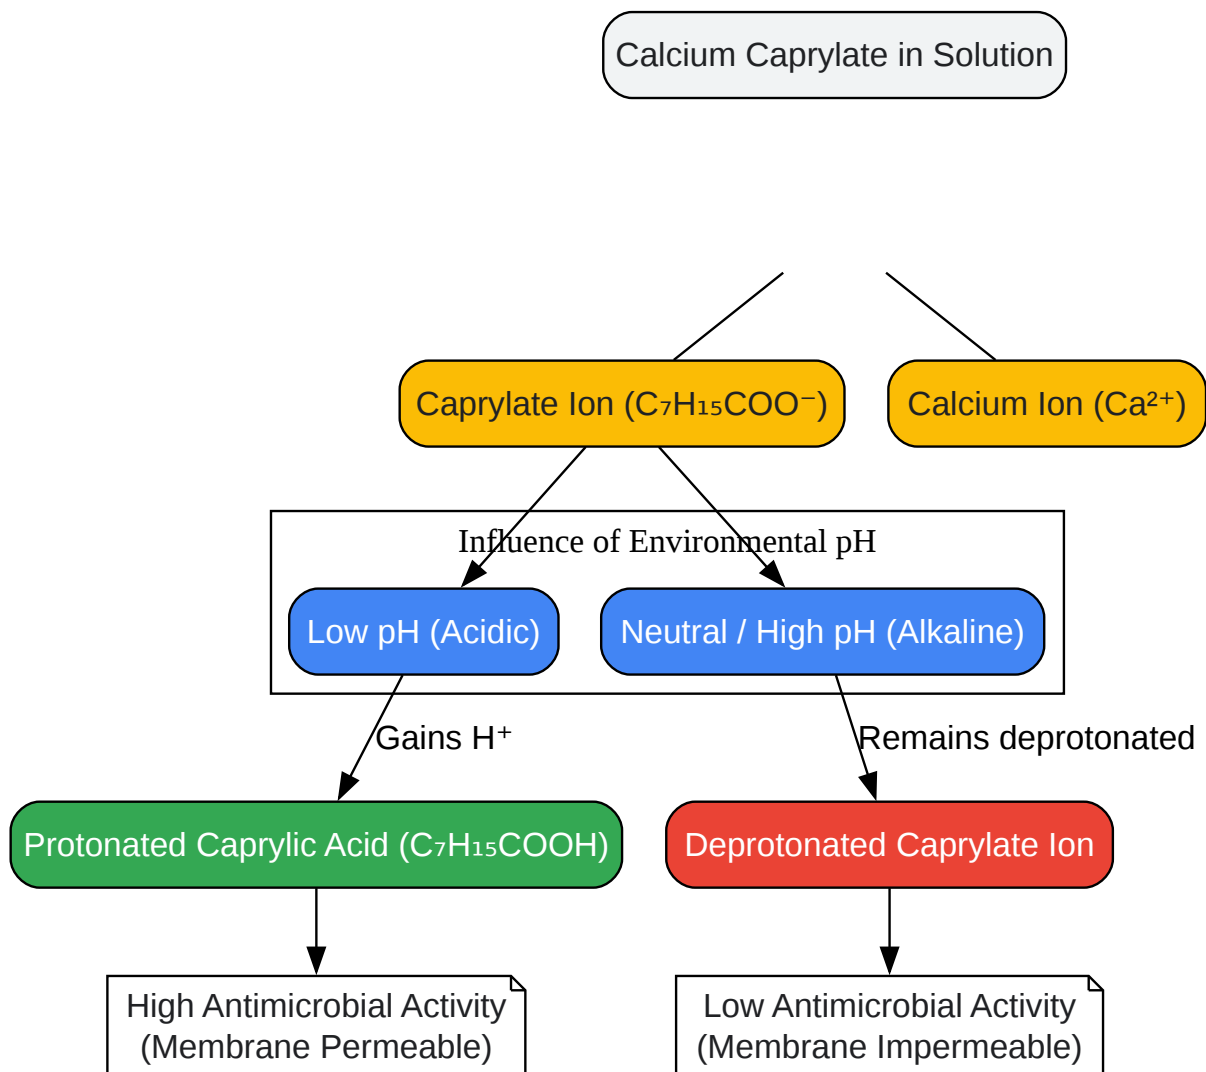 Calcium Caprylate in Solution
Caprylate Ion (C₇H₁₅COO⁻)
Calcium Ion (Ca²⁺)
Influence of Environmental pH
Low pH (Acidic)
Neutral / High pH (Alkaline)
Gains H⁺
Remains deprotonated
Protonated Caprylic Acid (C₇H₁₅COOH)
Deprotonated Caprylate Ion
High Antimicrobial Activity
(Membrane Permeable)
Low Antimicrobial Activity
(Membrane Impermeable)